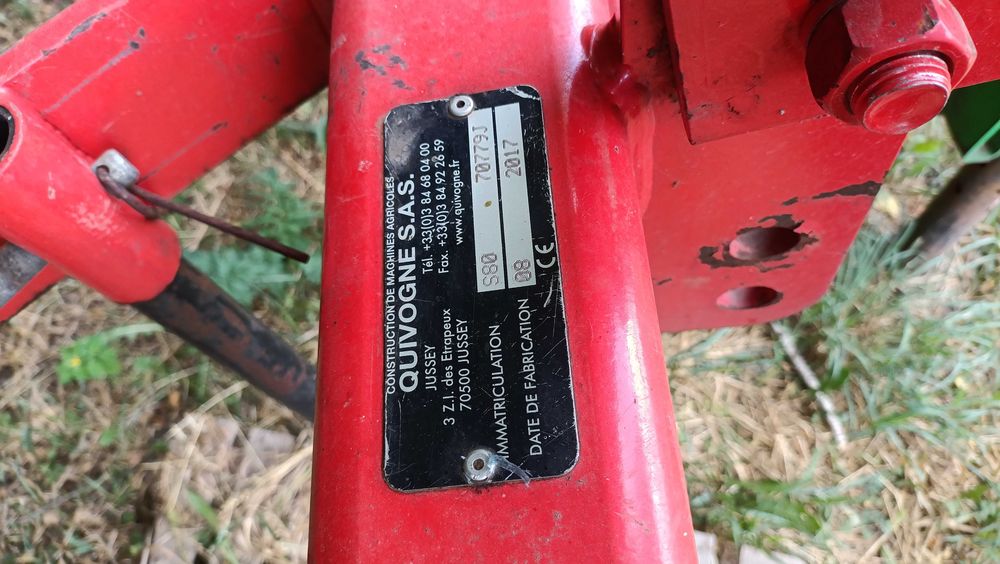 CONSTRUCTION DE MACHINES AGRICOLES
QUIVOGNE S.A.S.
JUSSEY
3 Z.I. des Etrapeux
70500 JUSSEY
Tél. +33(0)3 84 68 04 00
Fax. +33(0)3 84 92 26 59
www.quivogne.fr
IMMATRICULATION S80 70779J
DATE DE FABRICATION 08 2017
CE